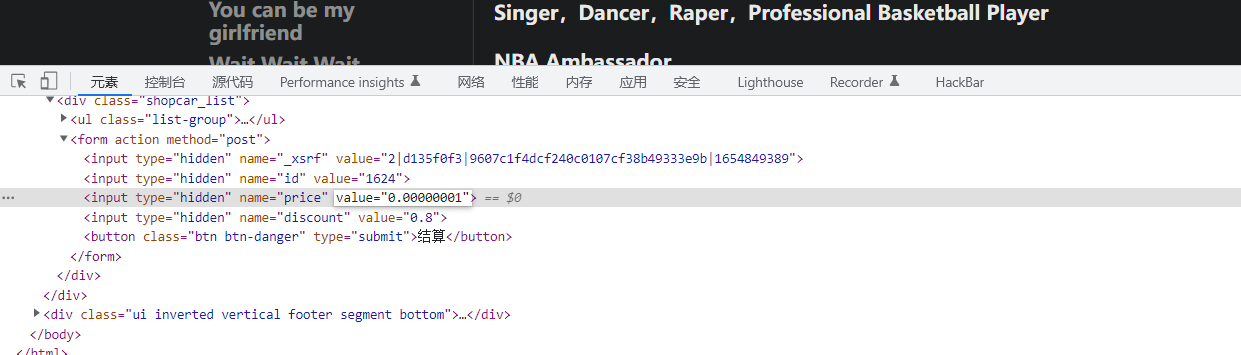 You can be my
girlfriend
Wait Wait Wait
Singer，Dancer，Raper，Professional Basketball Player
NBA Ambassador
元素 控制台 源代码 Performance insights 网络 性能 内存 应用 安全 Lighthouse Recorder HackBar
<div class="shopcar_list">
<ul class="list-group">…</ul>
<form action method="post">
<input type="hidden" name="_xsrf" value="2|d135f0f3|9607c1f4dcf240c0107cf38b49333e9b|1654849389">
<input type="hidden" name="id" value="1624">
… <input type="hidden" name="price" value="0.00000001"> == $0
<input type="hidden" name="discount" value="0.8">
<button class="btn btn-danger" type="submit">结算</button>
</form>
</div>
</div>
<div class="ui inverted vertical footer segment bottom">…</div>
</body>
</html>